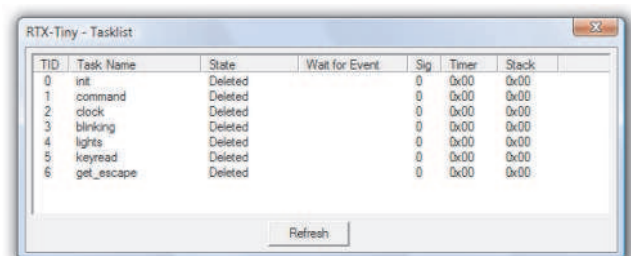 RTX-Tiny - Tasklist
TID Task Name State Wait for Event Sig Timer Stack
0 init Deleted 0 0x00 0x00
1 command Deleted 0 0x00 0x00
2 clock Deleted 0 0x00 0x00
3 blinking Deleted 0 0x00 0x00
4 lights Deleted 0 0x00 0x00
5 keyread Deleted 0 0x00 0x00
6 get_escape Deleted 0 0x00 0x00
Refresh